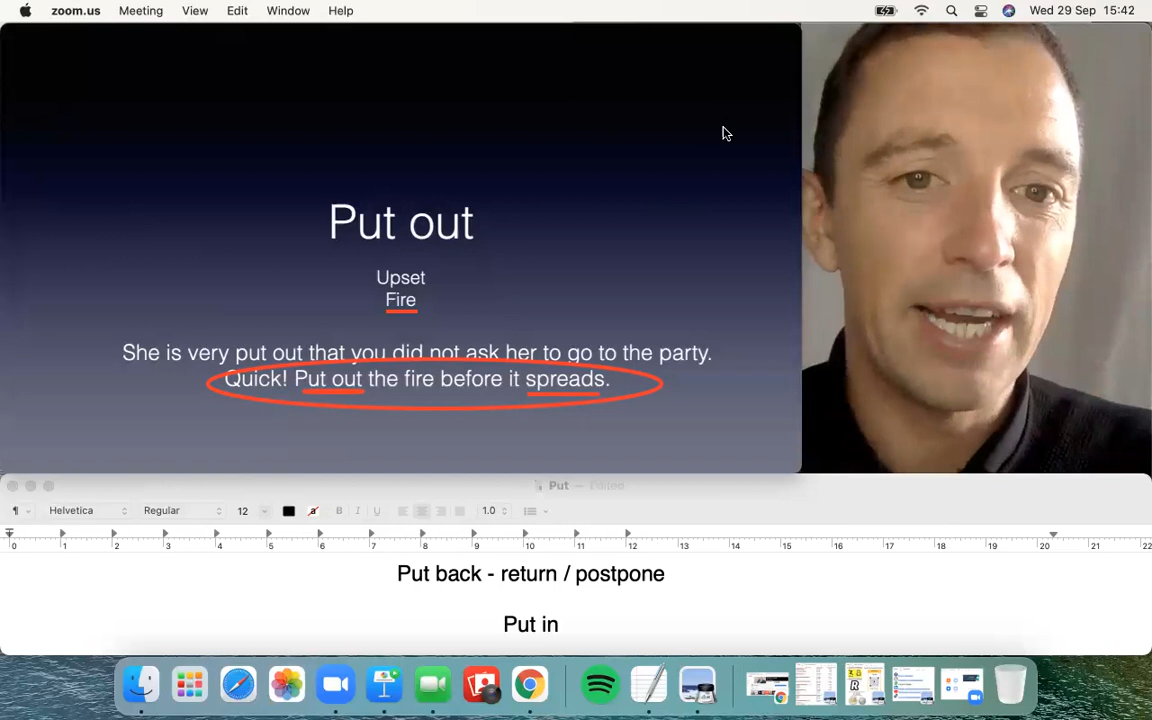 zoom.us Meeting View Edit Window Help Wed 29 Sep 15:42
Put out
Upset
Fire
She is very put out that you did not ask her to go to the party.
Quick! Put out the fire before it spreads.
Put — Edited
¶ Helvetica Regular 12 a B I U 1.0
0 1 2 3 4 5 6 7 8 9 10 11 12 13 14 15 16 17 18 19 20 21 22
Put back - return / postpone
Put in